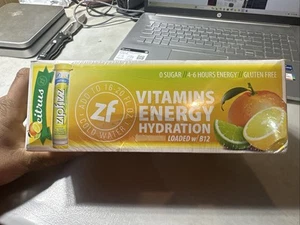 0 SUGAR 4-6 HOURS ENERGY GLUTEN FREE
citrus
zipfizz
zf
VITAMINS
ENERGY
HYDRATION
LOADED w/ B12